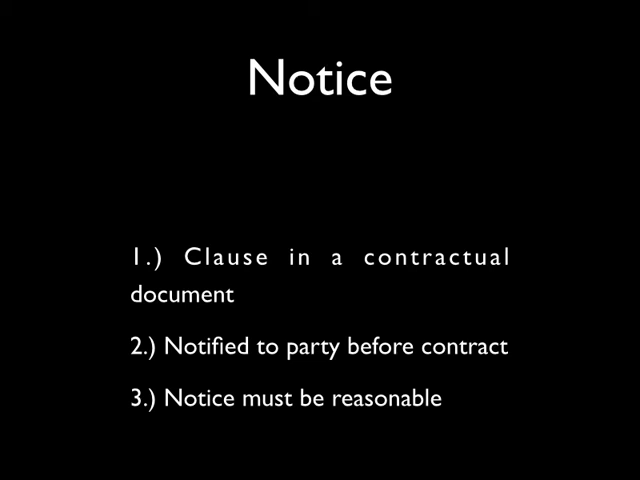 Notice
1.) Clause in a contractual
document
2.) Notified to party before contract
3.) Notice must be reasonable